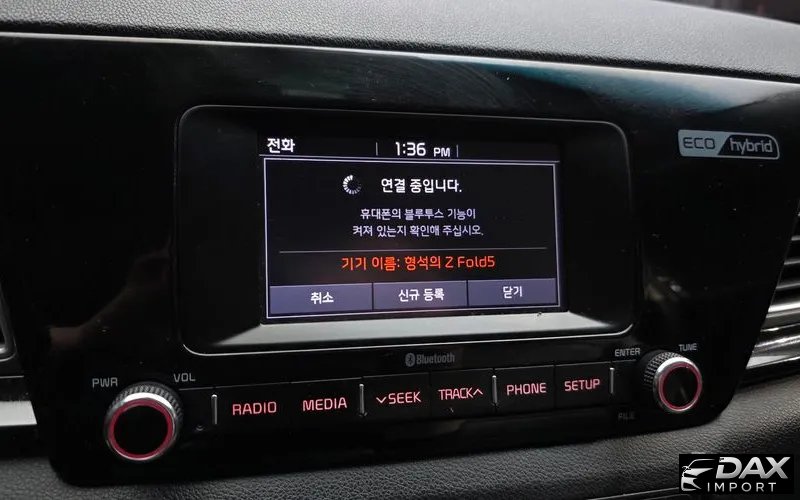 전화 1:36 PM
ECO hybrid
연결 중입니다.
휴대폰의 블루투스 기능이
켜져 있는지 확인해 주십시오.
기기 이름: 형석의 Z Fold5
취소 신규 등록 닫기
Bluetooth
PWR VOL ENTER TUNE
RADIO MEDIA SEEK TRACK PHONE SETUP
FILE
DAX
IMPORT